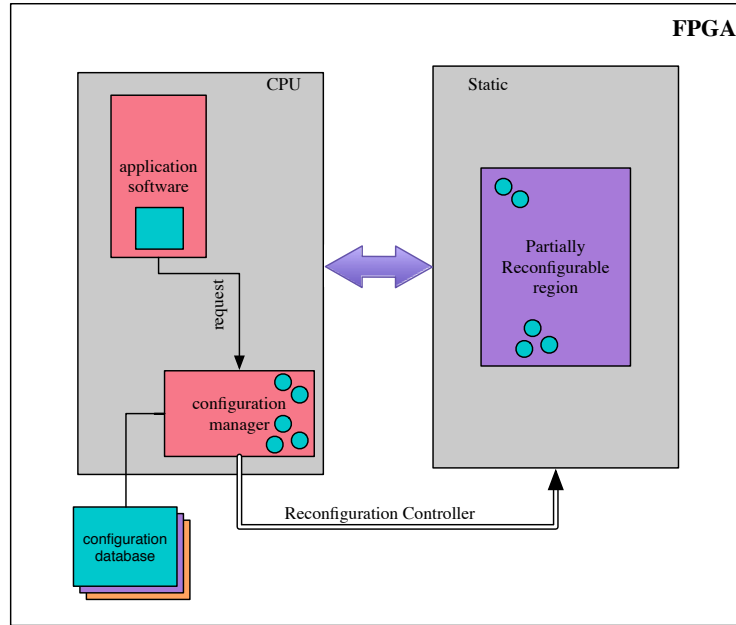 FPGA
CPU
Static
application
software
Partially
Reconfigurable
region
request
configuration
manager
Reconfiguration Controller
configuration
database